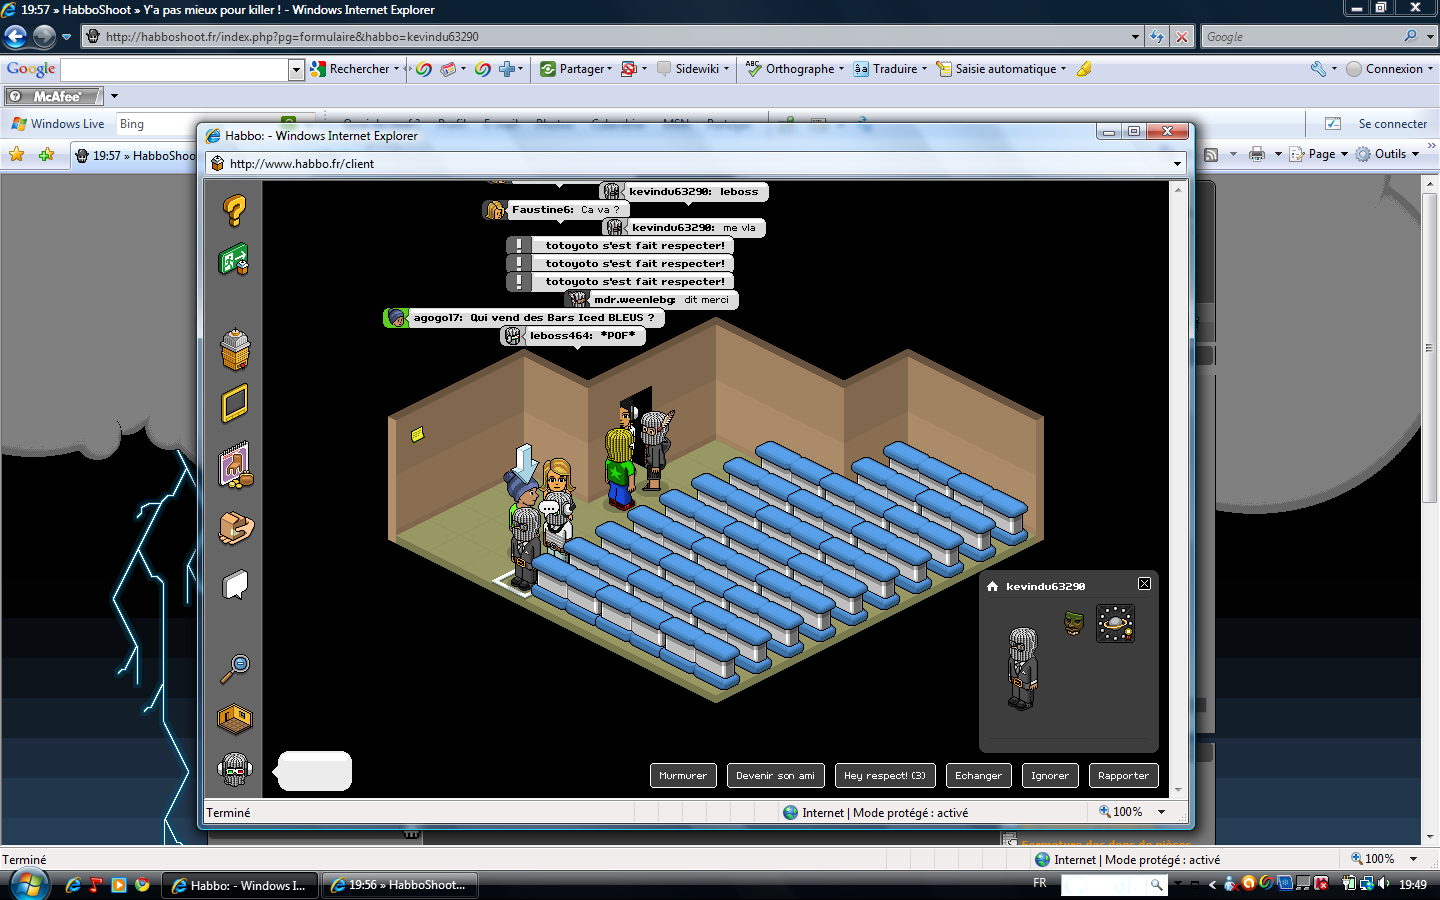 19:57 » HabboShoot » Y'a pas mieux pour killer ! - Windows Internet Explorer
http://habboshoot.fr/index.php?pg=formulaire&habbo=kevindu63290
Google
Google
Rechercher
Partager
Sidewiki
ABC Orthographe
Traduire
Saisie automatique
Connexion
McAfee
Windows Live
Bing
Se connecter
19:57 » HabboSh
Page
Outils
Habbo: - Windows Internet Explorer
http://www.habbo.fr/client
kevindu63290: leboss
Faustine6: Ca va ?
kevindu63290: me vla
totoyoto s'est fait respecter!
totoyoto s'est fait respecter!
totoyoto s'est fait respecter!
mdr.weenlebg: dit merci
agogo17: Qui vend des Bars Iced BLEUS ?
leboss464: *POF*
kevindu63290
Murmurer
Devenir son ami
Hey respect! (3)
Echanger
Ignorer
Rapporter
Terminé
Internet | Mode protégé : activé
100%
Terminé
Internet | Mode protégé : activé
100%
Habbo: - Windows I...
19:56 » HabboShoot...
FR
19:49